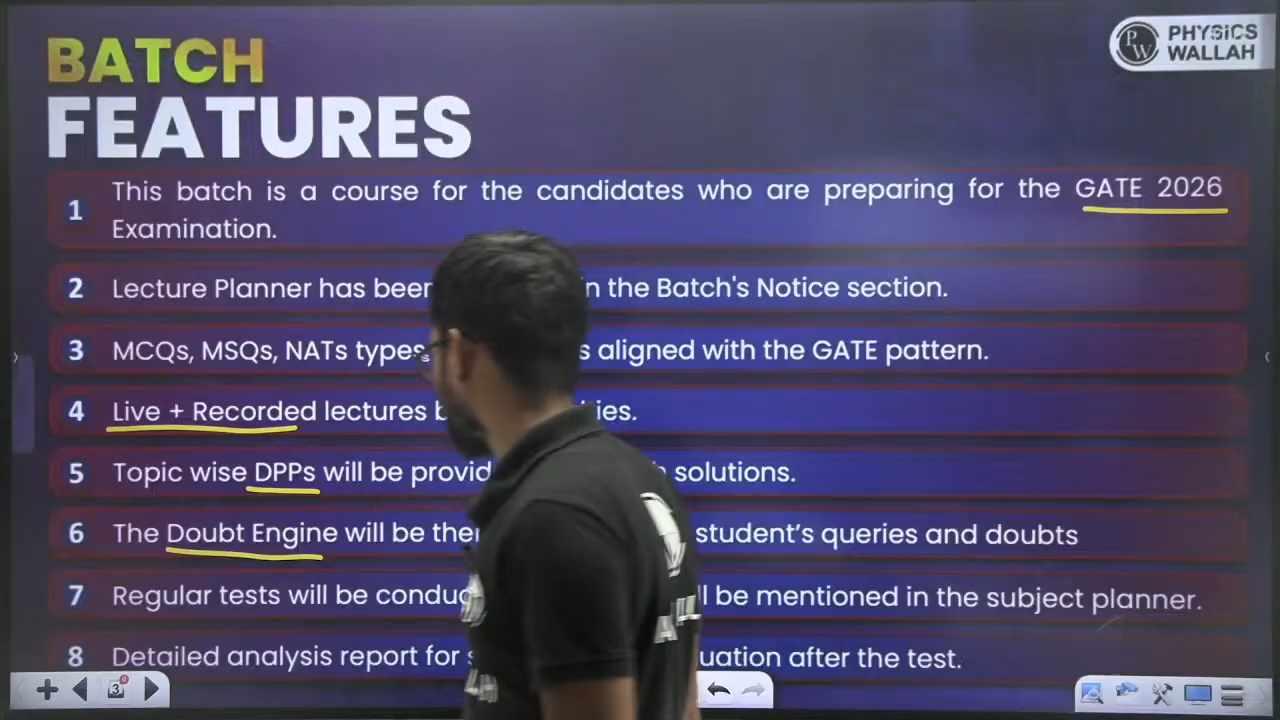 BATCH
FEATURES
PHYSICS
WALLAH
PW
1 This batch is a course for the candidates who are preparing for the GATE 2026
Examination.
2 Lecture Planner has been in the Batch's Notice section.
3 MCQs, MSQs, NATs types aligned with the GATE pattern.
4 Live + Recorded lectures
5 Topic wise DPPs will be solutions.
6 The Doubt Engine will be student's queries and doubts
7 Regular tests will be be mentioned in the subject planner.
8 Detailed analysis report for after the test.
3